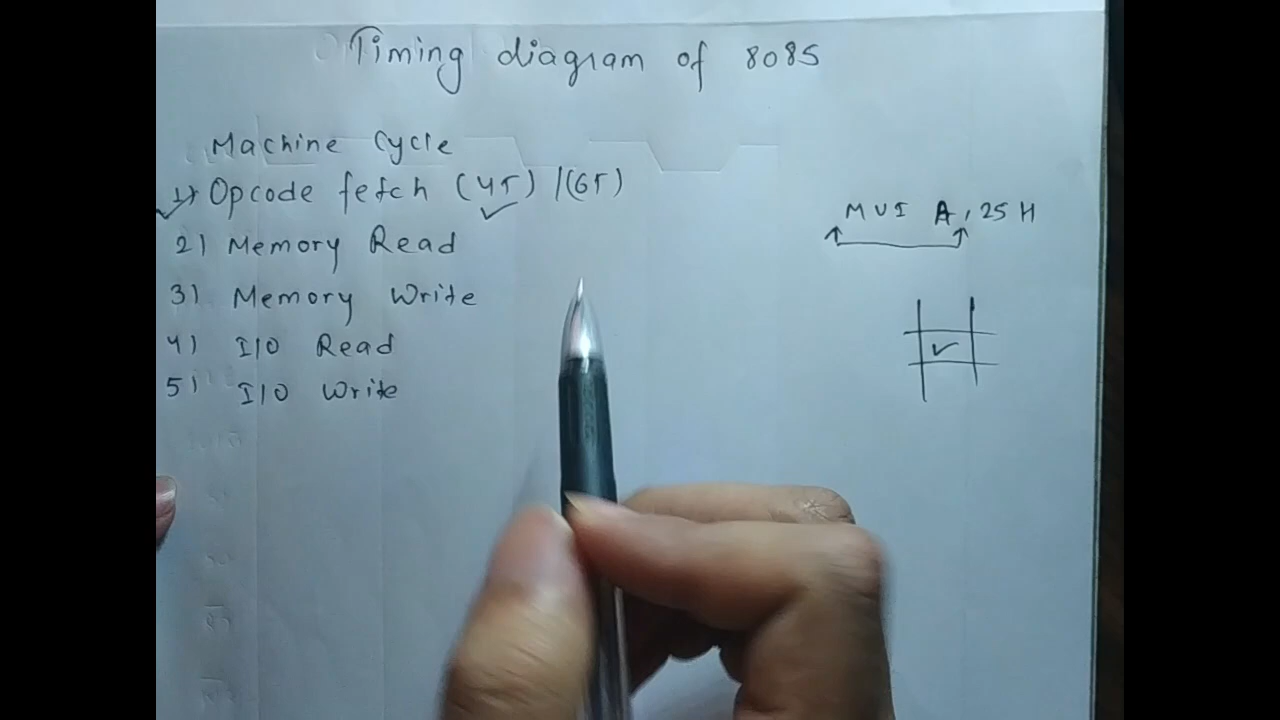 Timing diagram of 8085
Machine Cycle
1) Opcode fetch (4T) / (6T)
2) Memory Read
3) Memory Write
4) I/O Read
5) I/O Write
MVI A, 25 H